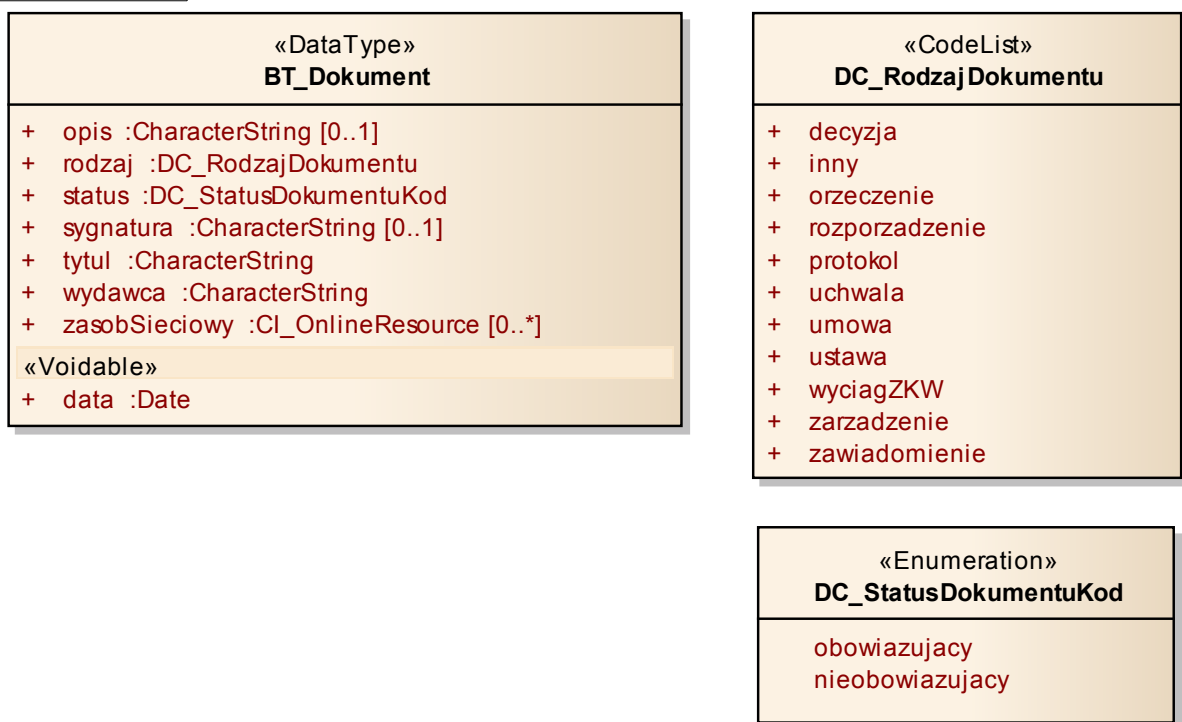 «DataType»
BT_Dokument
+ opis :CharacterString [0..1]
+ rodzaj :DC_RodzajDokumentu
+ status :DC_StatusDokumentuKod
+ sygnatura :CharacterString [0..1]
+ tytul :CharacterString
+ wydawca :CharacterString
+ zasobSieciowy :CI_OnlineResource [0..*]
«Voidable»
+ data :Date
«CodeList»
DC_RodzajDokumentu
+ decyzja
+ inny
+ orzeczenie
+ rozporzadzenie
+ protokol
+ uchwala
+ umowa
+ ustawa
+ wyciagZKW
+ zarzadzenie
+ zawiadomienie
«Enumeration»
DC_StatusDokumentuKod
obowiazujacy
nieobowiazujacy